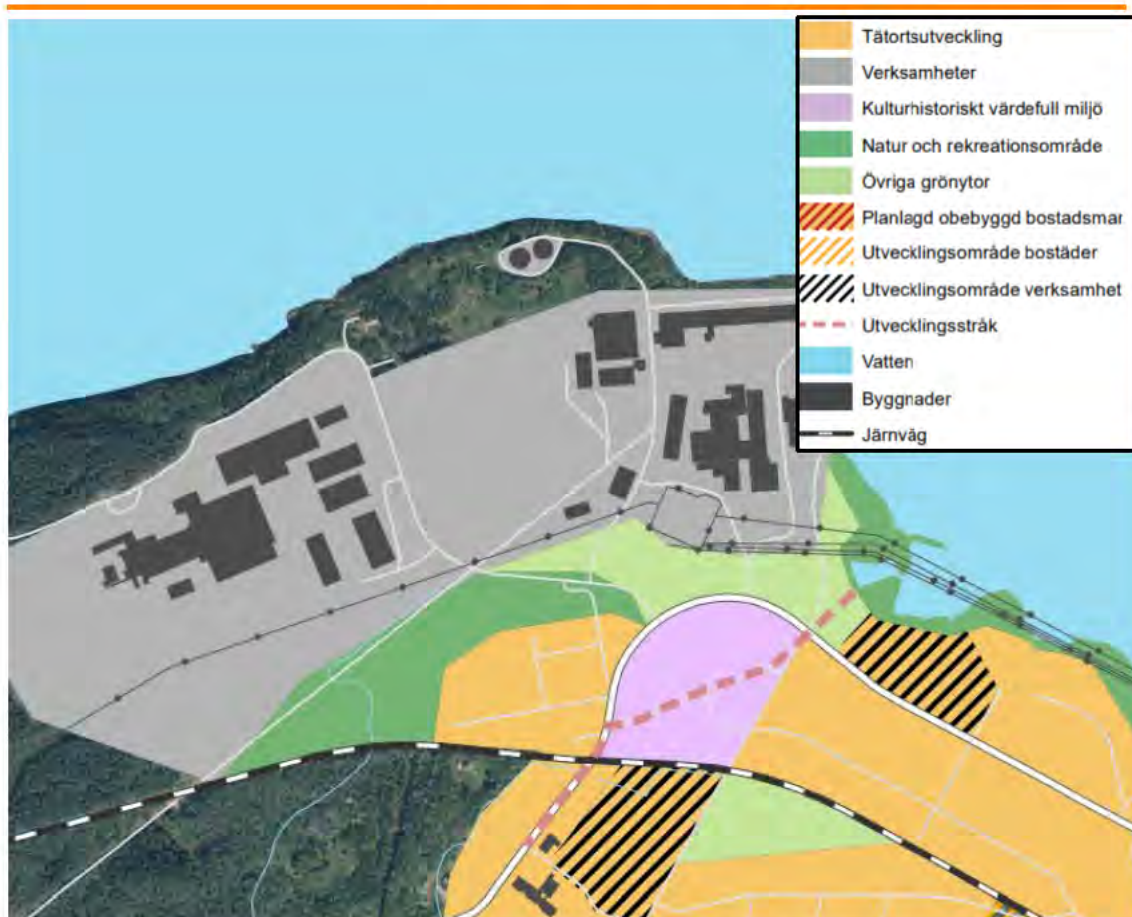 Tätortsutveckling
Verksamheter
Kulturhistoriskt värdefull miljö
Natur och rekreationsområde
Övriga grönytor
Planlagd obebyggd bostadsmar
Utvecklingsområde bostäder
Utvecklingsområde verksamhet
Utvecklingsstråk
Vatten
Byggnader
Järnväg